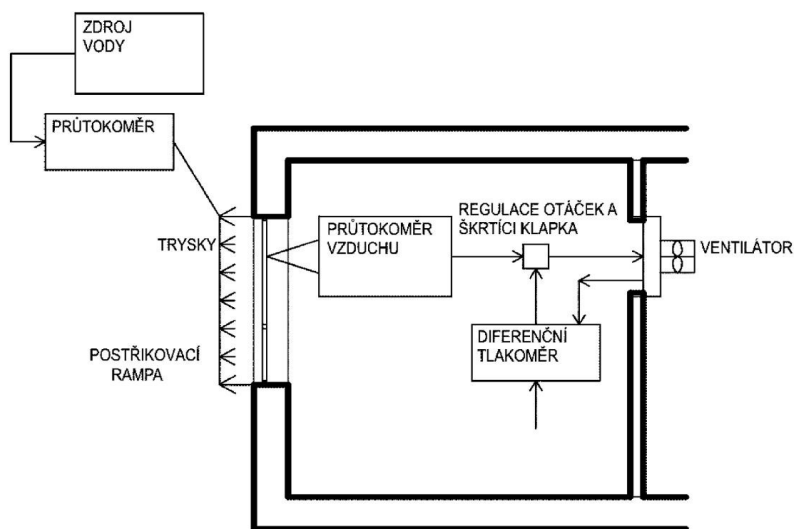 ZDROJ
VODY
PRŮTOKOMĚR
TRYSKY
POSTŘIKOVACÍ
RAMPA
PRŮTOKOMĚR
VZDUCHU
REGULACE OTÁČEK A
ŠKRTÍCÍ KLAPKA
VENTILÁTOR
DIFERENČNÍ
TLAKOMĚR